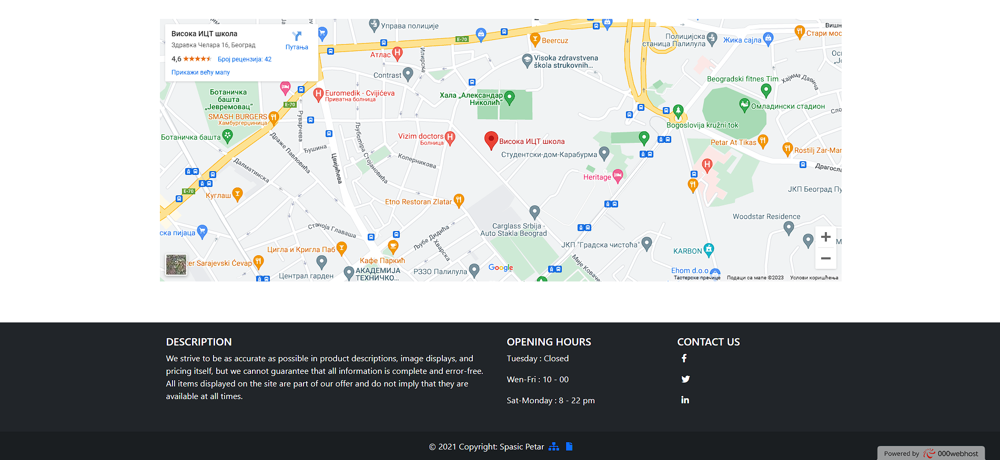 Висока ИЦТ школа
Здравка Челара 16, Београд
4,6
Број рецензија: 42
Прикажи већу мапу
Путања
Управа полиције
E-70
Beercuz
Вишн
Стари мос
Полицијска
станица Палилула
Жика сајла
Атлас
Илирска
Visoka zdravstvena
škola strukovnih...
Contrast
Beogradski fitnes Tim
Хајима Давича
Ботаничка
башта
„Јевремовац”
Euromedik - Cvijićeva
Приватна болница
E-70
Хала „Александар
Николић“
Омладински стадион
SMASH BURGERS
Хамбургерџиница
Руварчева
Bogoslovija kružni tok
Ботаничка башта
Vizim doctors
Болница
Висока ИЦТ школа
Petar At Tikas
Rostilj Zar-Mar
Драже Павловића
Ђушина
Љубомира Стојановића
Студентски-дом-Карабурма
Коперникова
Цвијићева
Далматинска
Heritage
Драгосла
E-70
Куглаш
ЈКП Београд Пу
Etno Restoran Zlatar
Woodstar Residence
ска пијаца
Станоја Главаша
Carglass Srbija -
Auto Stakla Beograd
Љубе Дидића
Хварска
ЈКП "Градска чистоћа"
Цигла и Кригла Паб
KARBON
Кафе Паркић
Мије Коваче
ter Sarajevski Ćevap
Централ гарден
АКАДЕМИЈА
ТЕХНИЧКО...
РЗЗО Палилула
Google
Ehom d.o.o
Тастерске пречице
Подаци са мапе ©2023
Услови коришћења
DESCRIPTION
We strive to be as accurate as possible in product descriptions, image displays, and
pricing itself, but we cannot guarantee that all information is complete and error-free.
All items displayed on the site are part of our offer and do not imply that they are
available at all times.
OPENING HOURS
Tuesday : Closed
Wen-Fri : 10 - 00
Sat-Monday : 8 - 22 pm
CONTACT US
© 2021 Copyright: Spasic Petar
Powered by 000webhost